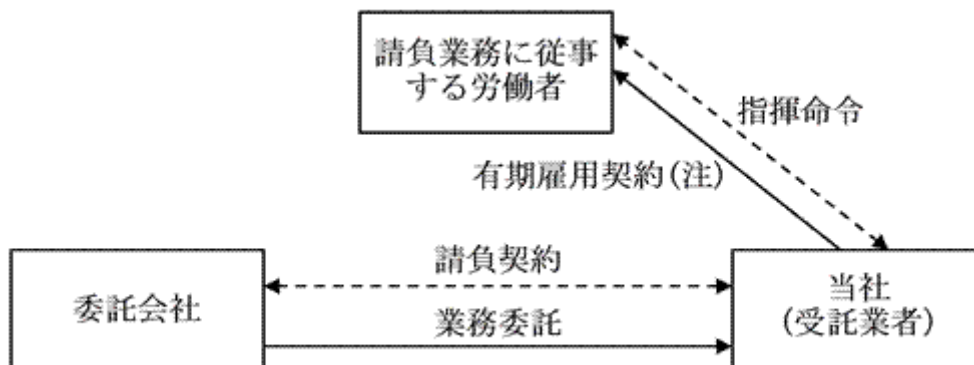 請負業務に従事
する労働者
指揮命令
有期雇用契約(注)
請負契約
委託会社
業務委託
当社
(受託業者)